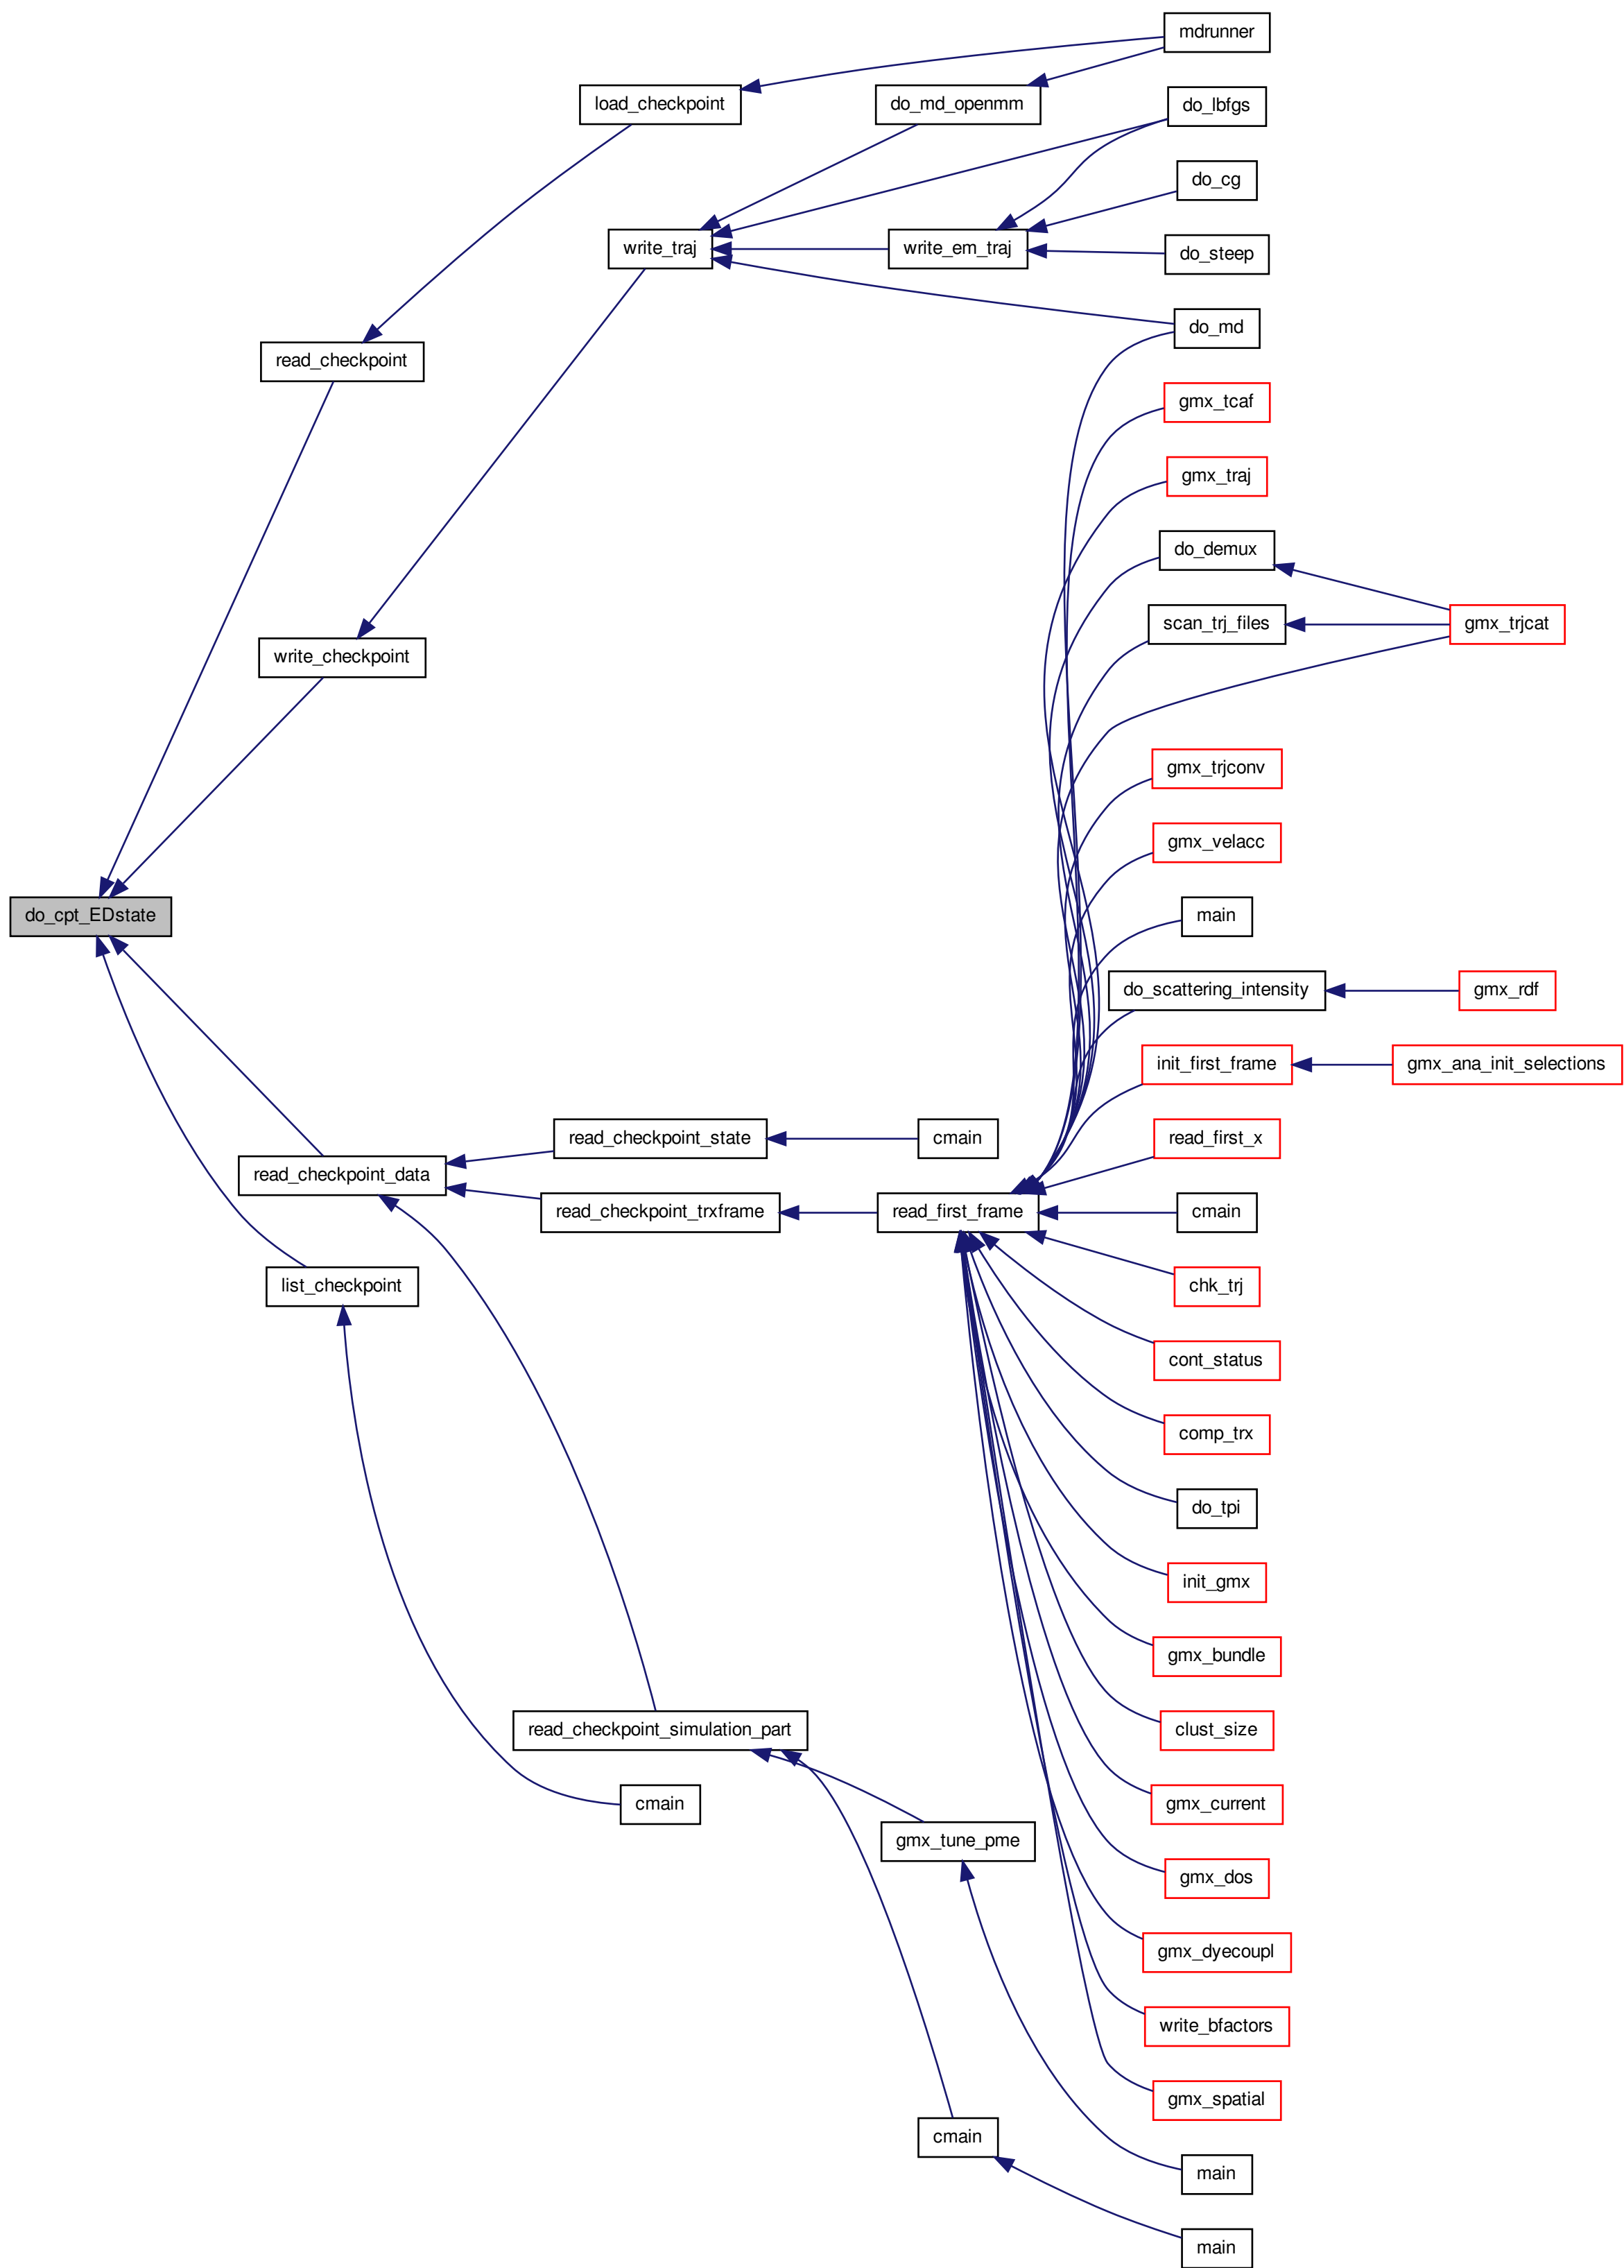 mdrunner
load_checkpoint
do_md_openmm
do_lbfgs
do_cg
write_traj
write_em_traj
do_steep
do_md
read_checkpoint
gmx_tcaf
gmx_traj
do_demux
scan_trj_files
gmx_trjcat
write_checkpoint
gmx_trjconv
gmx_velacc
do_cpt_EDstate
main
do_scattering_intensity
gmx_rdf
init_first_frame
gmx_ana_init_selections
read_checkpoint_state
cmain
read_first_x
read_checkpoint_data
read_checkpoint_trxframe
read_first_frame
cmain
list_checkpoint
chk_trj
cont_status
comp_trx
do_tpi
init_gmx
gmx_bundle
read_checkpoint_simulation_part
clust_size
cmain
gmx_current
gmx_tune_pme
gmx_dos
gmx_dyecoupl
write_bfactors
gmx_spatial
cmain
main
main